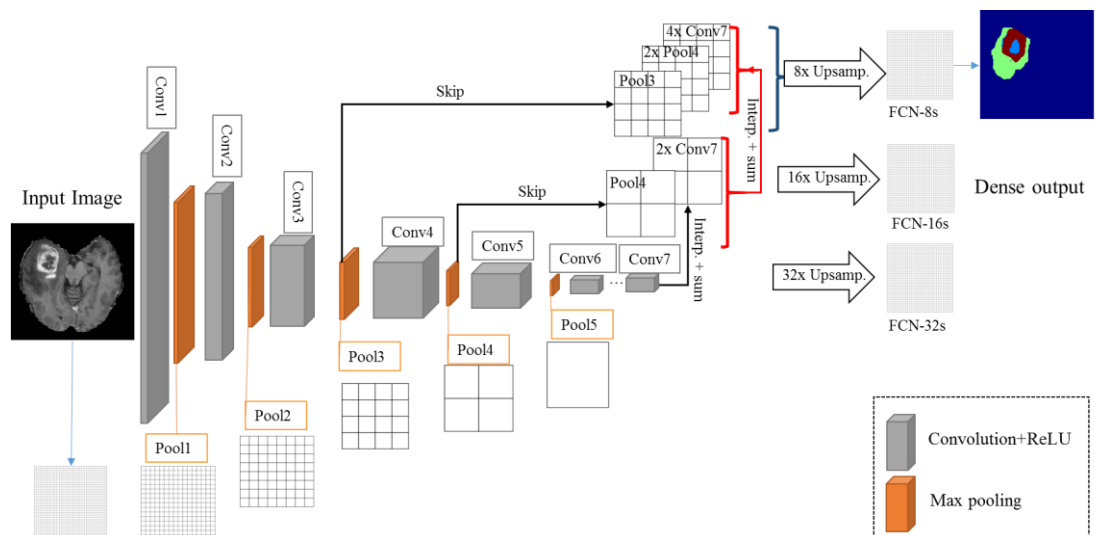 Input Image
Conv1
Conv2
Conv3
Conv4
Conv5
Conv6
...
Conv7
Pool1
Pool2
Pool3
Pool4
Pool5
Skip
Skip
4x Conv7
2x Pool4
Pool3
2x Conv7
Pool4
Interp. + sum
Interp. + sum
8x Upsamp.
FCN-8s
16x Upsamp.
FCN-16s
Dense output
32x Upsamp.
FCN-32s
Convolution+ReLU
Max pooling